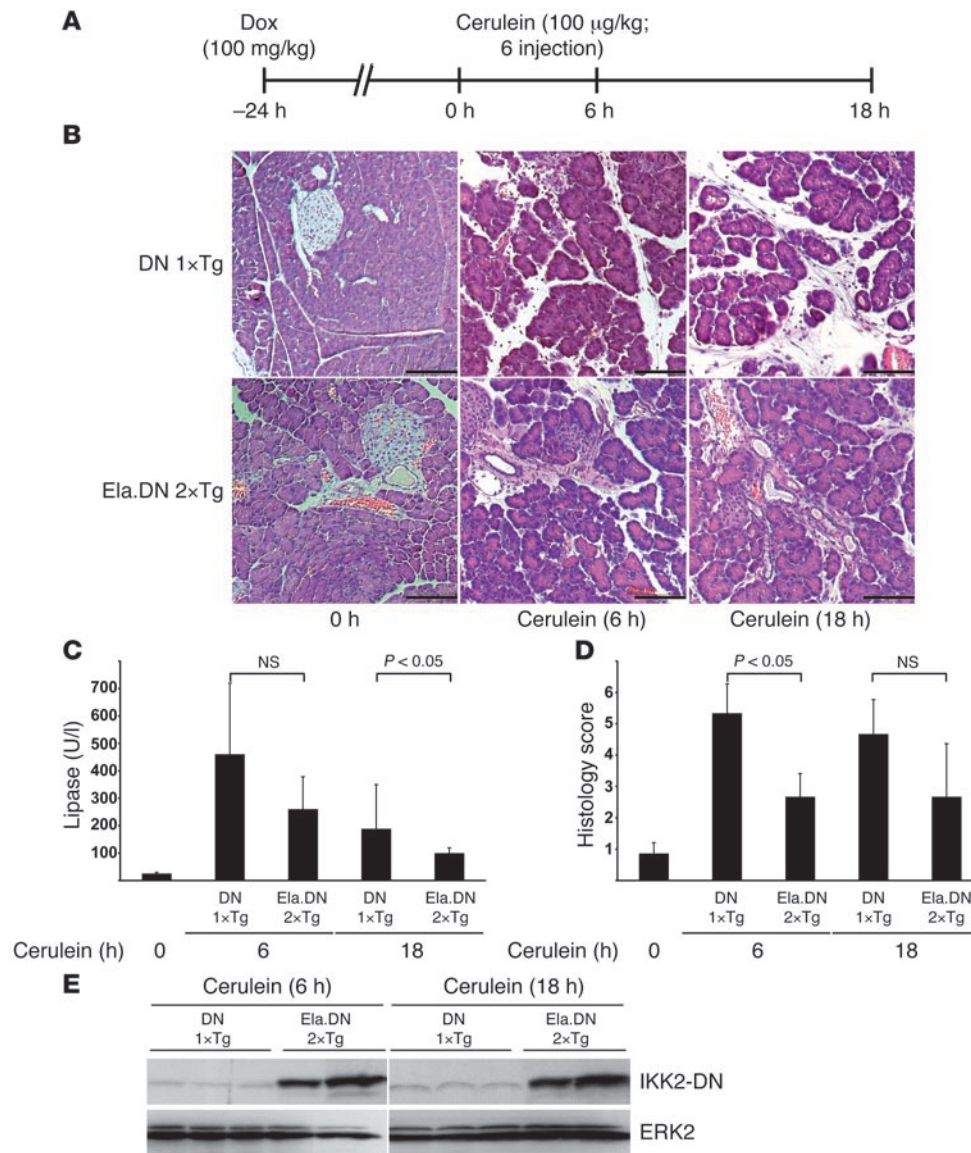 A
Dox
(100 mg/kg)
Cerulein (100 μg/kg;
6 injection)
–24 h
0 h
6 h
18 h
B
DN 1×Tg
Ela.DN 2×Tg
0 h
Cerulein (6 h)
Cerulein (18 h)
C
Lipase (U/l)
700
600
500
400
300
200
100
NS
P < 0.05
DN
1×Tg
Ela.DN
2×Tg
DN
1×Tg
Ela.DN
2×Tg
Cerulein (h)
0
6
18
D
Histology score
6
5
4
3
2
1
P < 0.05
NS
DN
1×Tg
Ela.DN
2×Tg
DN
1×Tg
Ela.DN
2×Tg
Cerulein (h)
0
6
18
E
Cerulein (6 h)
Cerulein (18 h)
DN
1×Tg
Ela.DN
2×Tg
DN
1×Tg
Ela.DN
2×Tg
IKK2-DN
ERK2